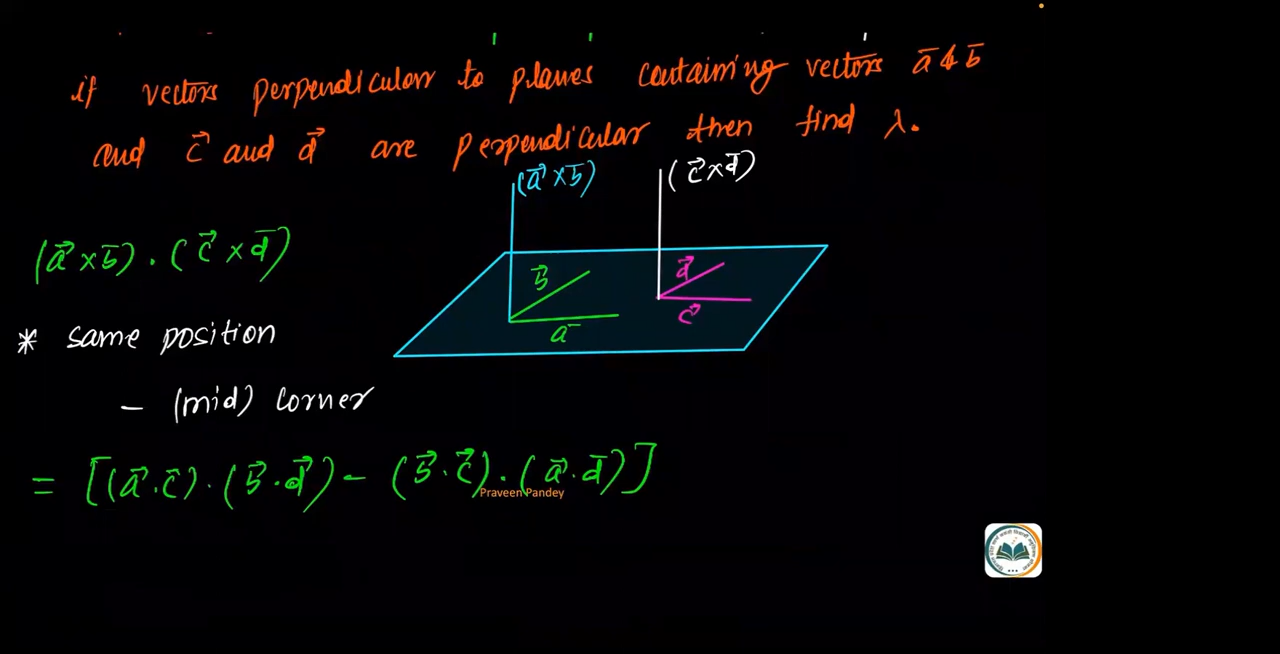 if vectors perpendicular to planes containing vectors a̅ & b̅
and c⃗ and d⃗ are perpendicular then find λ.
(a⃗ × b̅)
(c⃗ × d̅)
(a⃗ × b̅) . (c⃗ × d̅)
b⃗
a̅
d⃗
c⃗
* same position
- (mid) corner
= [(a⃗ . c̅) . (b⃗ . d⃗) - (b⃗ . c⃗) . (a⃗ . d̅)]
Praveen Pandey